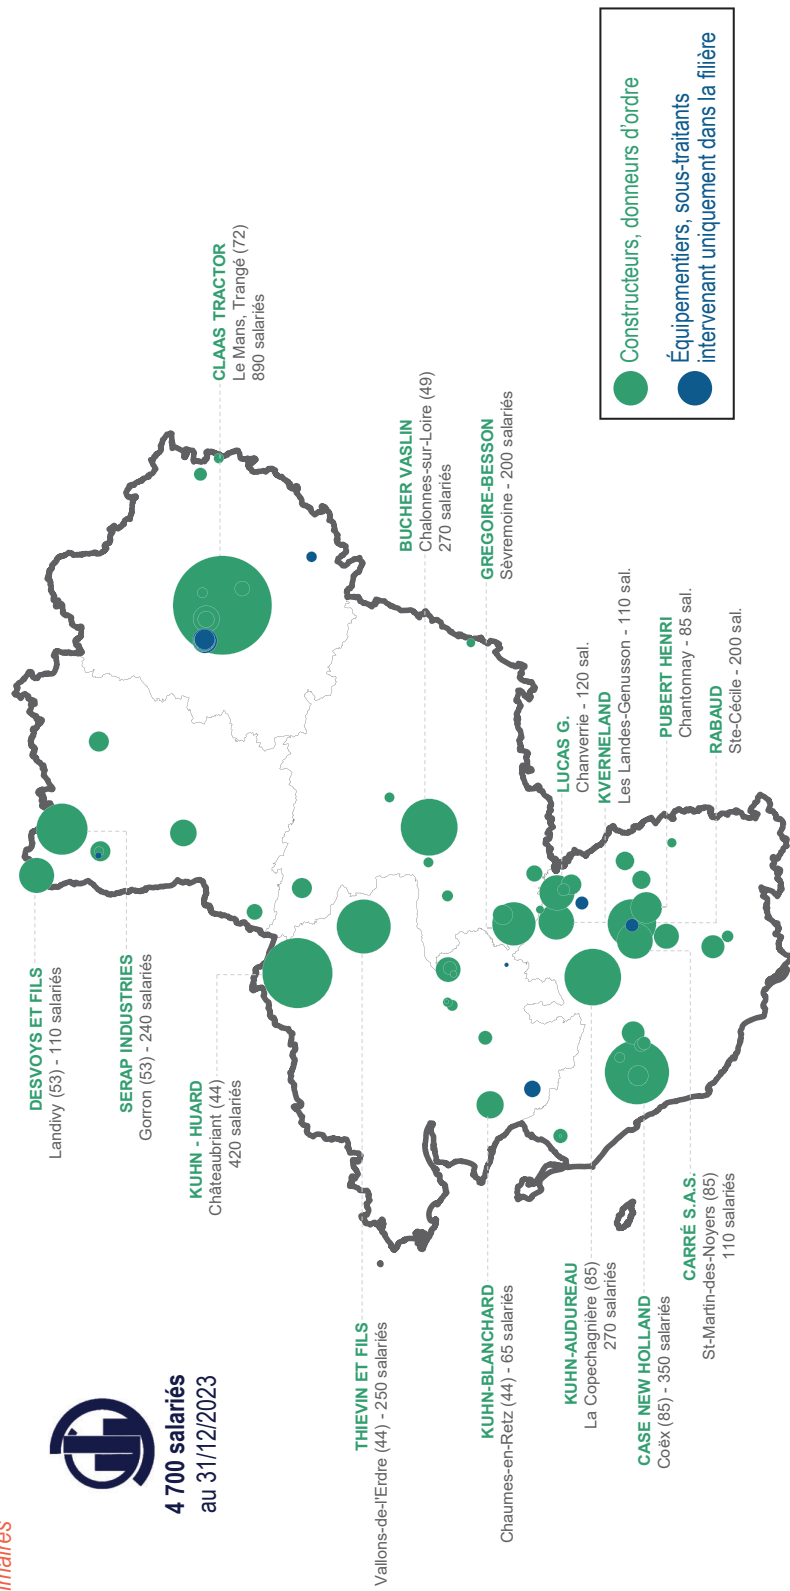 4 700 salariés
au 31/12/2023
DESVOYS ET FILS
Landivy (53) - 110 salariés
SERAP INDUSTRIES
Gorron (53) - 240 salariés
KUHN - HUARD
Châteaubriant (44)
420 salariés
THIEVIN ET FILS
Vallons-de-l'Erdre (44) - 250 salariés
KUHN-BLANCHARD
Chaumes-en-Retz (44) - 65 salariés
KUHN-AUDUREAU
La Copechagnière (85)
270 salariés
CASE NEW HOLLAND
Coëx (85) - 350 salariés
CARRÉ S.A.S.
St-Martin-des-Noyers (85)
110 salariés
CLAAS TRACTOR
Le Mans, Trangé (72)
890 salariés
BUCHER VASLIN
Chalonnes-sur-Loire (49)
270 salariés
GREGOIRE-BESSON
Sèvremoine - 200 salariés
LUCAS G.
Chanverrie - 120 sal.
KVERNELAND
Les Landes-Genusson - 110 sal.
PUBERT HENRI
Chantonnay - 85 sal.
RABAUD
Ste-Cécile - 200 sal.
Constructeurs, donneurs d'ordre
Équipementiers, sous-traitants
intervenant uniquement dans la filière